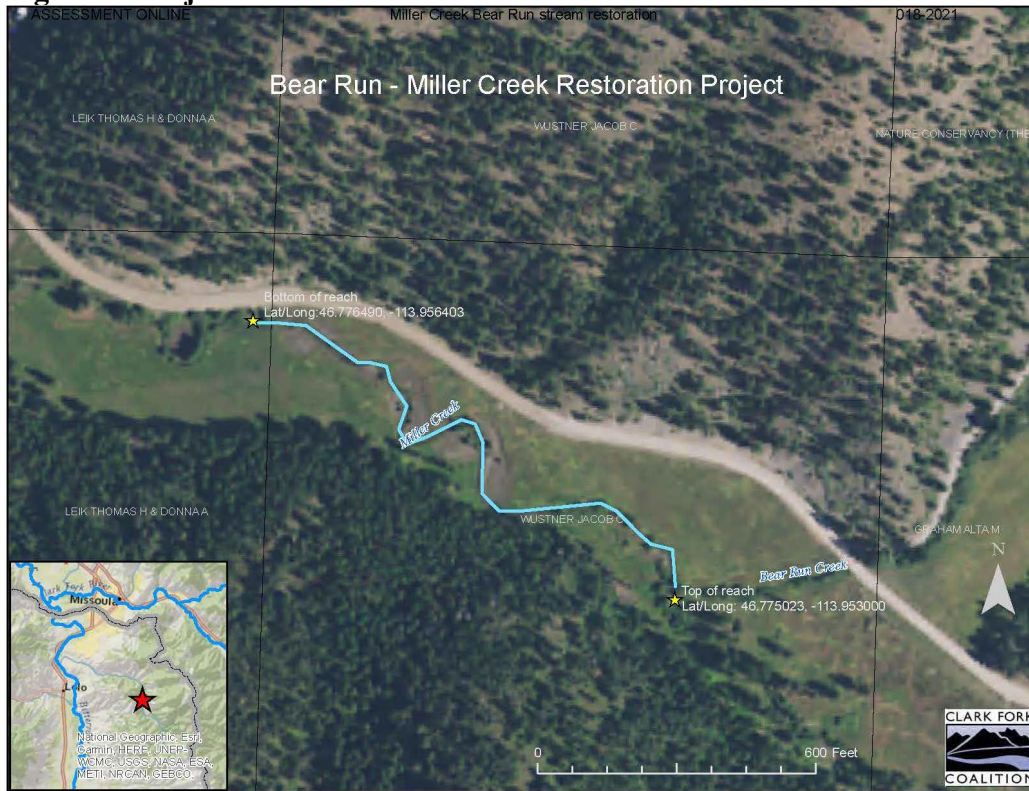 ASSESSMENT ONLINE
Miller Creek Bear Run stream restoration
018-2021
Bear Run - Miller Creek Restoration Project
LEIK THOMAS H & DONNA A
WUSTNER JACOB C
NATURE CONSERVANCY (THE
Bottom of reach
Lat/Long:46.776490, -113.956403
Miller Creek
LEIK THOMAS H & DONNA A
WUSTNER JACOB C
GRAHAM ALTA M
N
Bear Run Creek
Top of reach
Lat/Long: 46.775023, -113.953000
Missoula
Lolo
National Geographic, Esri,
Garmin, HERE, UNEP-
WCMC, USGS, NASA, ESA,
METI, NRCAN, GEBCO
0
600 Feet
CLARK FORK
COALITION